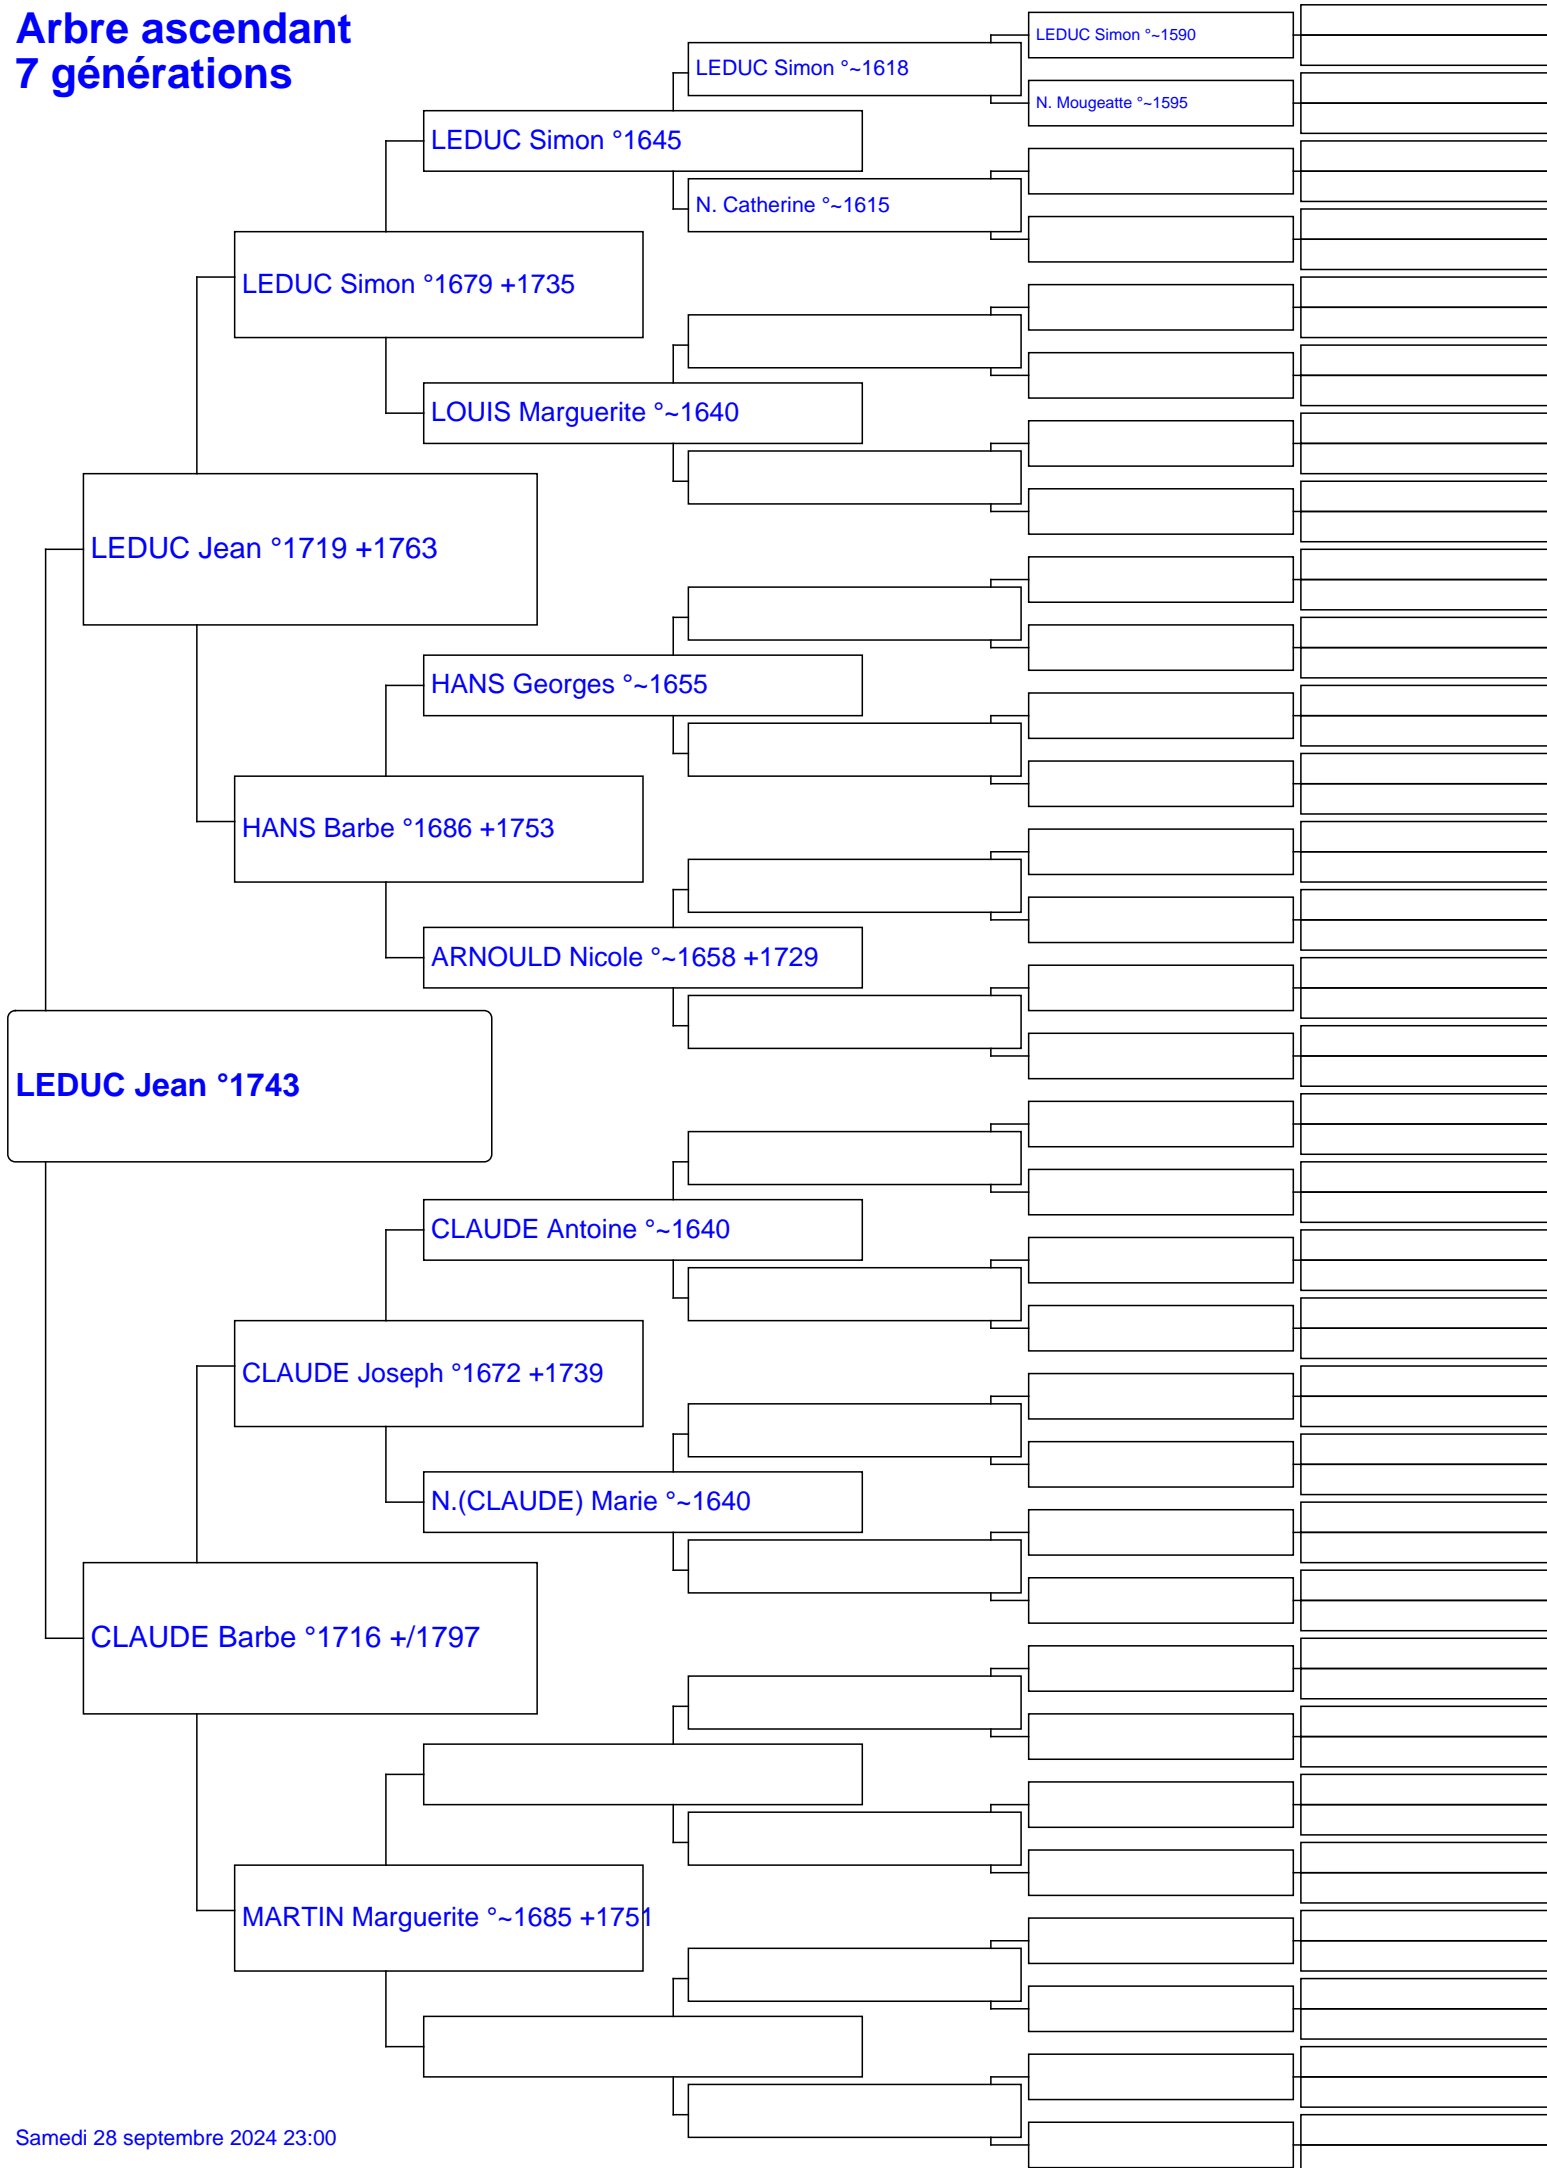 Arbre ascendant
7 générations
LEDUC Simon °~1590
LEDUC Simon °~1618
N. Mougeatte °~1595
LEDUC Simon °1645
N. Catherine °~1615
LEDUC Simon °1679 +1735
LOUIS Marguerite °~1640
LEDUC Jean °1719 +1763
HANS Georges °~1655
HANS Barbe °1686 +1753
ARNOULD Nicole °~1658 +1729
LEDUC Jean °1743
CLAUDE Antoine °~1640
CLAUDE Joseph °1672 +1739
N.(CLAUDE) Marie °~1640
CLAUDE Barbe °1716 +/1797
MARTIN Marguerite °~1685 +1751
Samedi 28 septembre 2024 23:00